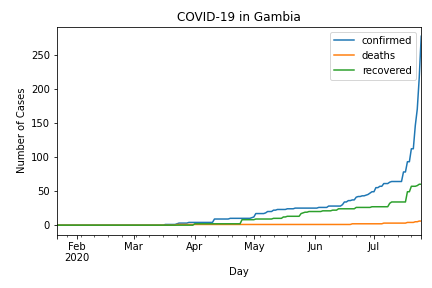 COVID-19 in Gambia
confirmed
deaths
recovered
Number of Cases
250
200
150
100
50
0
Feb
2020
Mar
Apr
May
Jun
Jul
Day